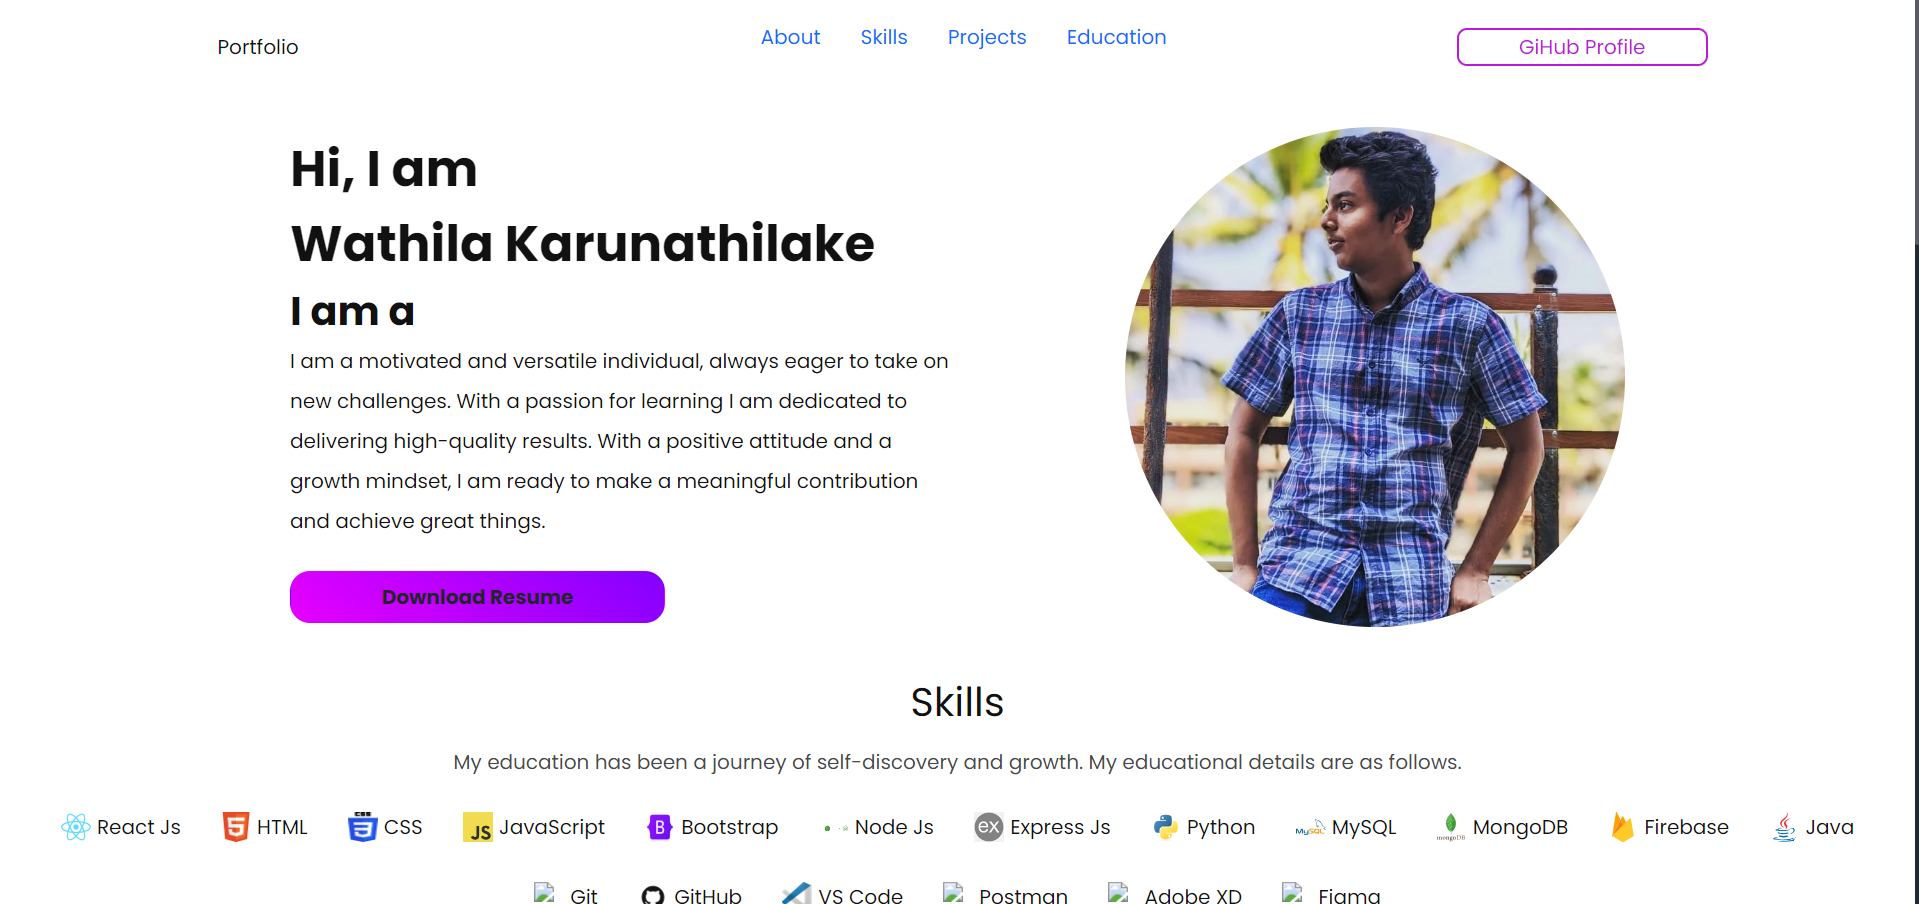 Portfolio
About Skills Projects Education
GiHub Profile
Hi, I am
Wathila Karunathilake
I am a
I am a motivated and versatile individual, always eager to take on
new challenges. With a passion for learning I am dedicated to
delivering high-quality results. With a positive attitude and a
growth mindset, I am ready to make a meaningful contribution
and achieve great things.
Download Resume
Skills
My education has been a journey of self-discovery and growth. My educational details are as follows.
React Js HTML CSS CSS JS JavaScript B Bootstrap Node Js ex Express Js Python MySQL MySQL mongoDB MongoDB Firebase Java
Git GitHub VS Code Postman Adobe XD Figma